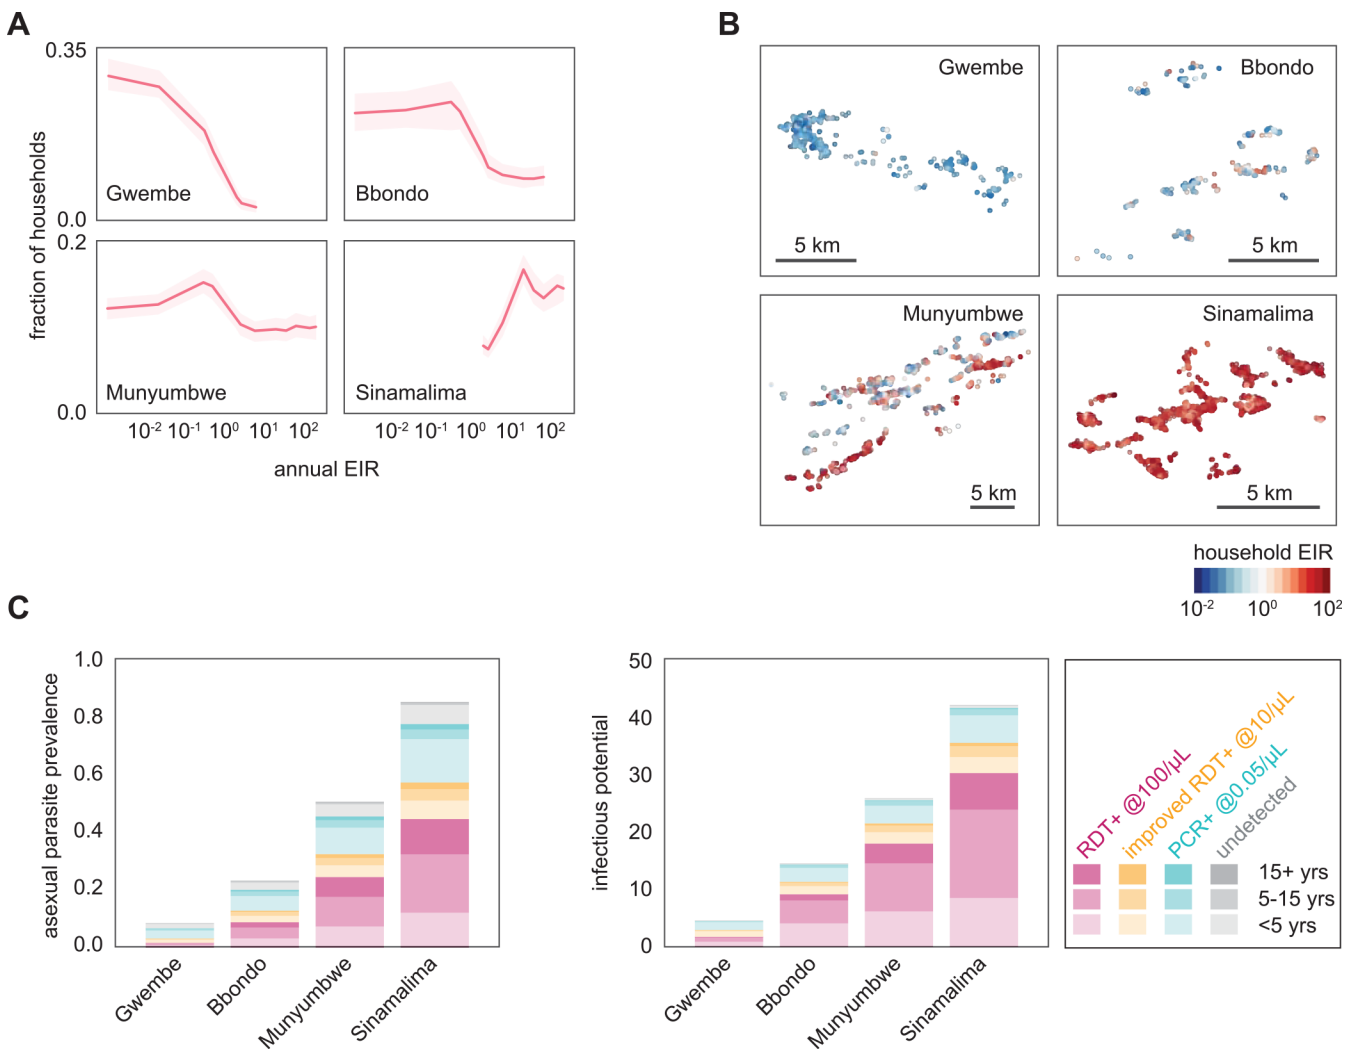 A
fraction of households
0.35
0.0
Gwembe
Bbondo
0.2
0.0
Munyumbwe
Sinamalima
10-2 10-1 100 101 102
10-2 10-1 100 101 102
annual EIR
B
Gwembe
5 km
Bbondo
5 km
Munyumbwe
5 km
Sinamalima
5 km
household EIR
10-2 100 102
C
asexual parasite prevalence
1.0
0.8
0.6
0.4
0.2
0.0
Gwembe
Bbondo
Munyumbwe
Sinamalima
infectious potential
50
40
30
20
10
0
Gwembe
Bbondo
Munyumbwe
Sinamalima
RDT+ @100/µL
improved RDT+ @10/µL
PCR+ @0.05/µL
undetected
15+ yrs
5-15 yrs
<5 yrs